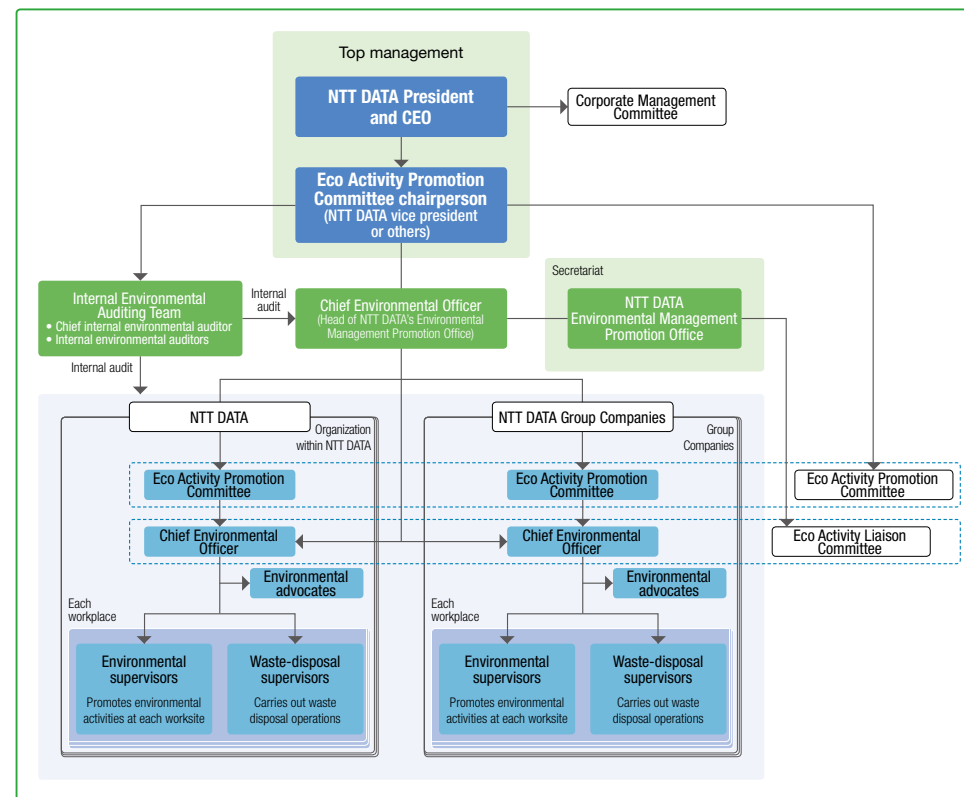 Top management
NTT DATA President
and CEO
Corporate Management
Committee
Eco Activity Promotion
Committee chairperson
(NTT DATA vice president
or others)
Secretariat
Internal Environmental
Auditing Team
• Chief internal environmental auditor
• Internal environmental auditors
Internal
audit
Chief Environmental Officer
(Head of NTT DATA's Environmental
Management Promotion Office)
NTT DATA
Environmental Management
Promotion Office
Internal audit
NTT DATA
Organization
within NTT DATA
NTT DATA Group Companies
Group
Companies
Eco Activity Promotion
Committee
Eco Activity Promotion
Committee
Eco Activity Promotion
Committee
Chief Environmental
Officer
Chief Environmental
Officer
Eco Activity Liaison
Committee
Environmental
advocates
Environmental
advocates
Each
workplace
Each
workplace
Environmental
supervisors
Promotes environmental
activities at each worksite
Waste-disposal
supervisors
Carries out waste
disposal operations
Environmental
supervisors
Promotes environmental
activities at each worksite
Waste-disposal
supervisors
Carries out waste
disposal operations